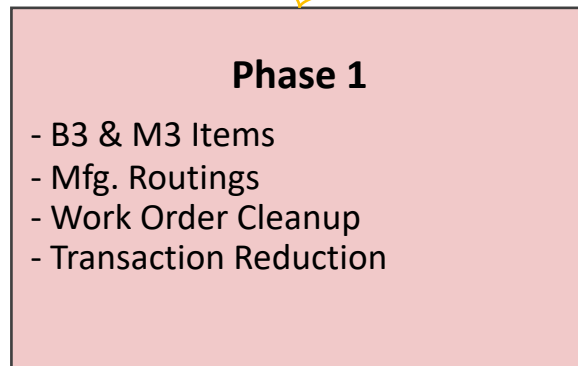 Phase 1
- B3 & M3 Items
- Mfg. Routings
- Work Order Cleanup
- Transaction Reduction